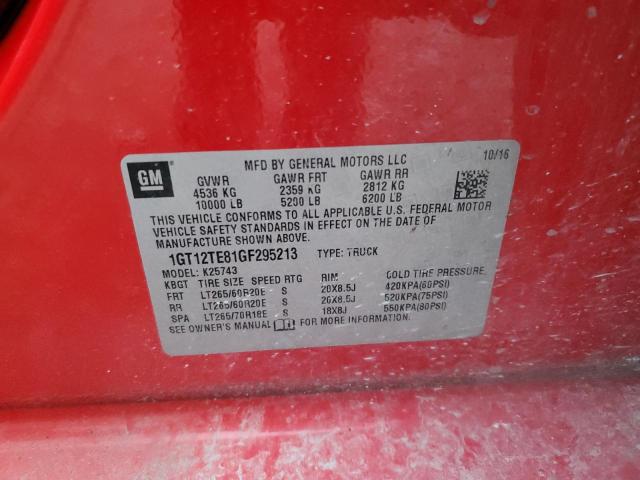 GM
MFD BY GENERAL MOTORS LLC 10/16
GVWR GAWR FRT GAWR RR
4536 KG 2359 KG 2812 KG
10000 LB 5200 LB 6200 LB
THIS VEHICLE CONFORMS TO ALL APPLICABLE U.S. FEDERAL MOTOR
VEHICLE SAFETY STANDARDS IN EFFECT ON THE DATE OF
MANUFACTURE SHOWN ABOVE.
1GT12TE81GF295213 TYPE: TRUCK
MODEL: K25743
KBGT TIRE SIZE SPEED RTG RIM COLD TIRE PRESSURE
FRT LT265/60R20E S 20X8.5J 420KPA(60PSI)
RR LT265/60R20E S 20X8.5J 520KPA(75PSI)
SPA LT265/70R18E S 18X8J 550KPA(80PSI)
SEE OWNER'S MANUAL FOR MORE INFORMATION.